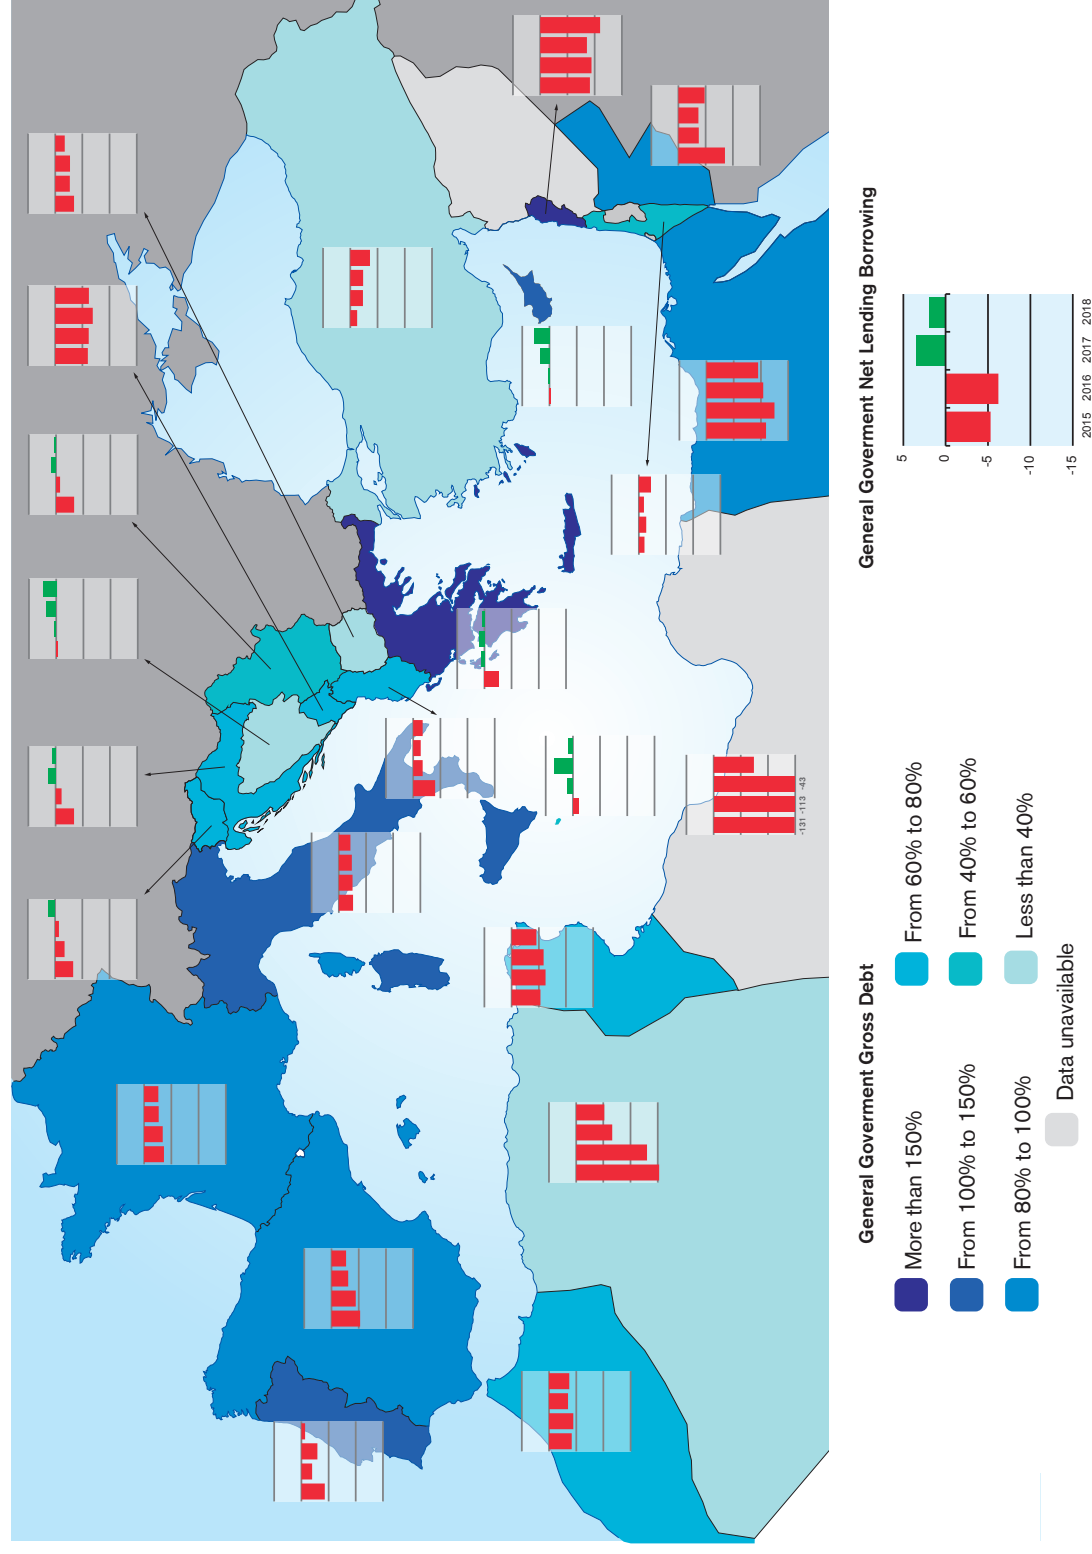 -131 -113 -43
General Goverment Gross Debt
More than 150%
From 100% to 150%
From 80% to 100%
From 60% to 80%
From 40% to 60%
Less than 40%
Data unavailable
General Goverment Net Lending Borrowing
5
0
-5
-10
-15
2015 2016 2017 2018